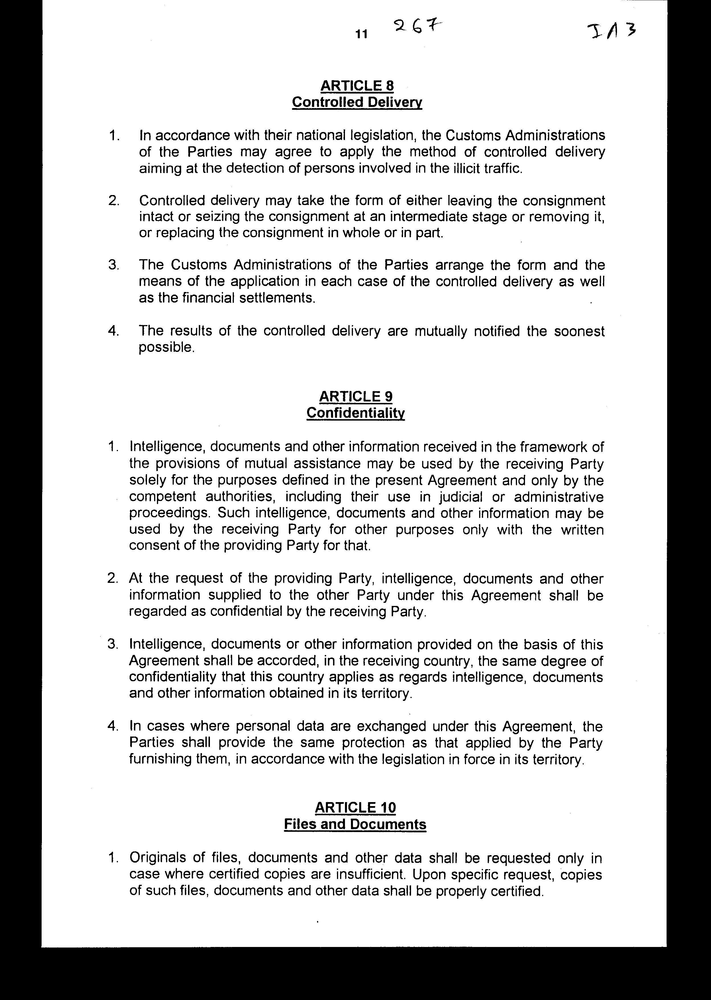 11
267
IA3
ARTICLE 8
Controlled Delivery
1. In accordance with their national legislation, the Customs Administrations
of the Parties may agree to apply the method of controlled delivery
aiming at the detection of persons involved in the illicit traffic.
2. Controlled delivery may take the form of either leaving the consignment
intact or seizing the consignment at an intermediate stage or removing it,
or replacing the consignment in whole or in part.
3. The Customs Administrations of the Parties arrange the form and the
means of the application in each case of the controlled delivery as well
as the financial settlements.
4. The results of the controlled delivery are mutually notified the soonest
possible.
ARTICLE 9
Confidentiality
1. Intelligence, documents and other information received in the framework of
the provisions of mutual assistance may be used by the receiving Party
solely for the purposes defined in the present Agreement and only by the
competent authorities, including their use in judicial or administrative
proceedings. Such intelligence, documents and other information may be
used by the receiving Party for other purposes only with the written
consent of the providing Party for that.
2. At the request of the providing Party, intelligence, documents and other
information supplied to the other Party under this Agreement shall be
regarded as confidential by the receiving Party.
3. Intelligence, documents or other information provided on the basis of this
Agreement shall be accorded, in the receiving country, the same degree of
confidentiality that this country applies as regards intelligence, documents
and other information obtained in its territory.
4. In cases where personal data are exchanged under this Agreement, the
Parties shall provide the same protection as that applied by the Party
furnishing them, in accordance with the legislation in force in its territory.
ARTICLE 10
Files and Documents
1. Originals of files, documents and other data shall be requested only in
case where certified copies are insufficient. Upon specific request, copies
of such files, documents and other data shall be properly certified.